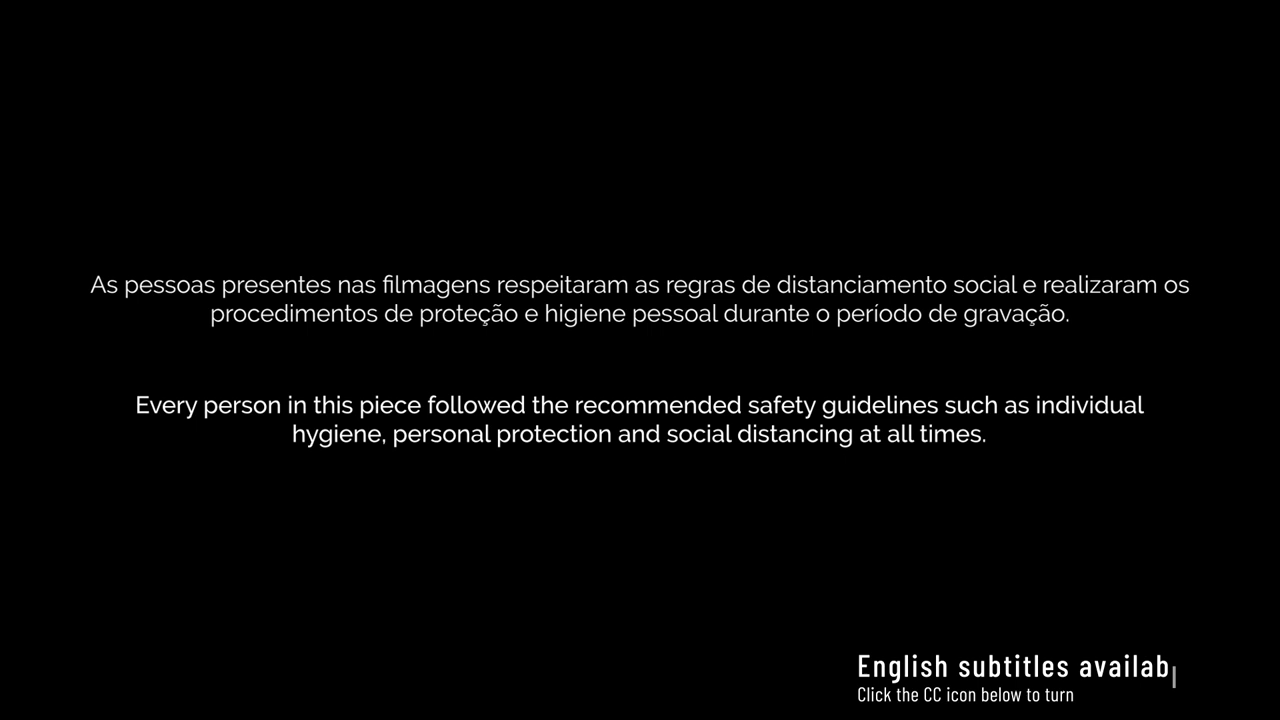 As pessoas presentes nas filmagens respeitaram as regras de distanciamento social e realizaram os
procedimentos de proteção e higiene pessoal durante o período de gravação.
Every person in this piece followed the recommended safety guidelines such as individual
hygiene, personal protection and social distancing at all times.
English subtitles availab
Click the CC icon below to turn